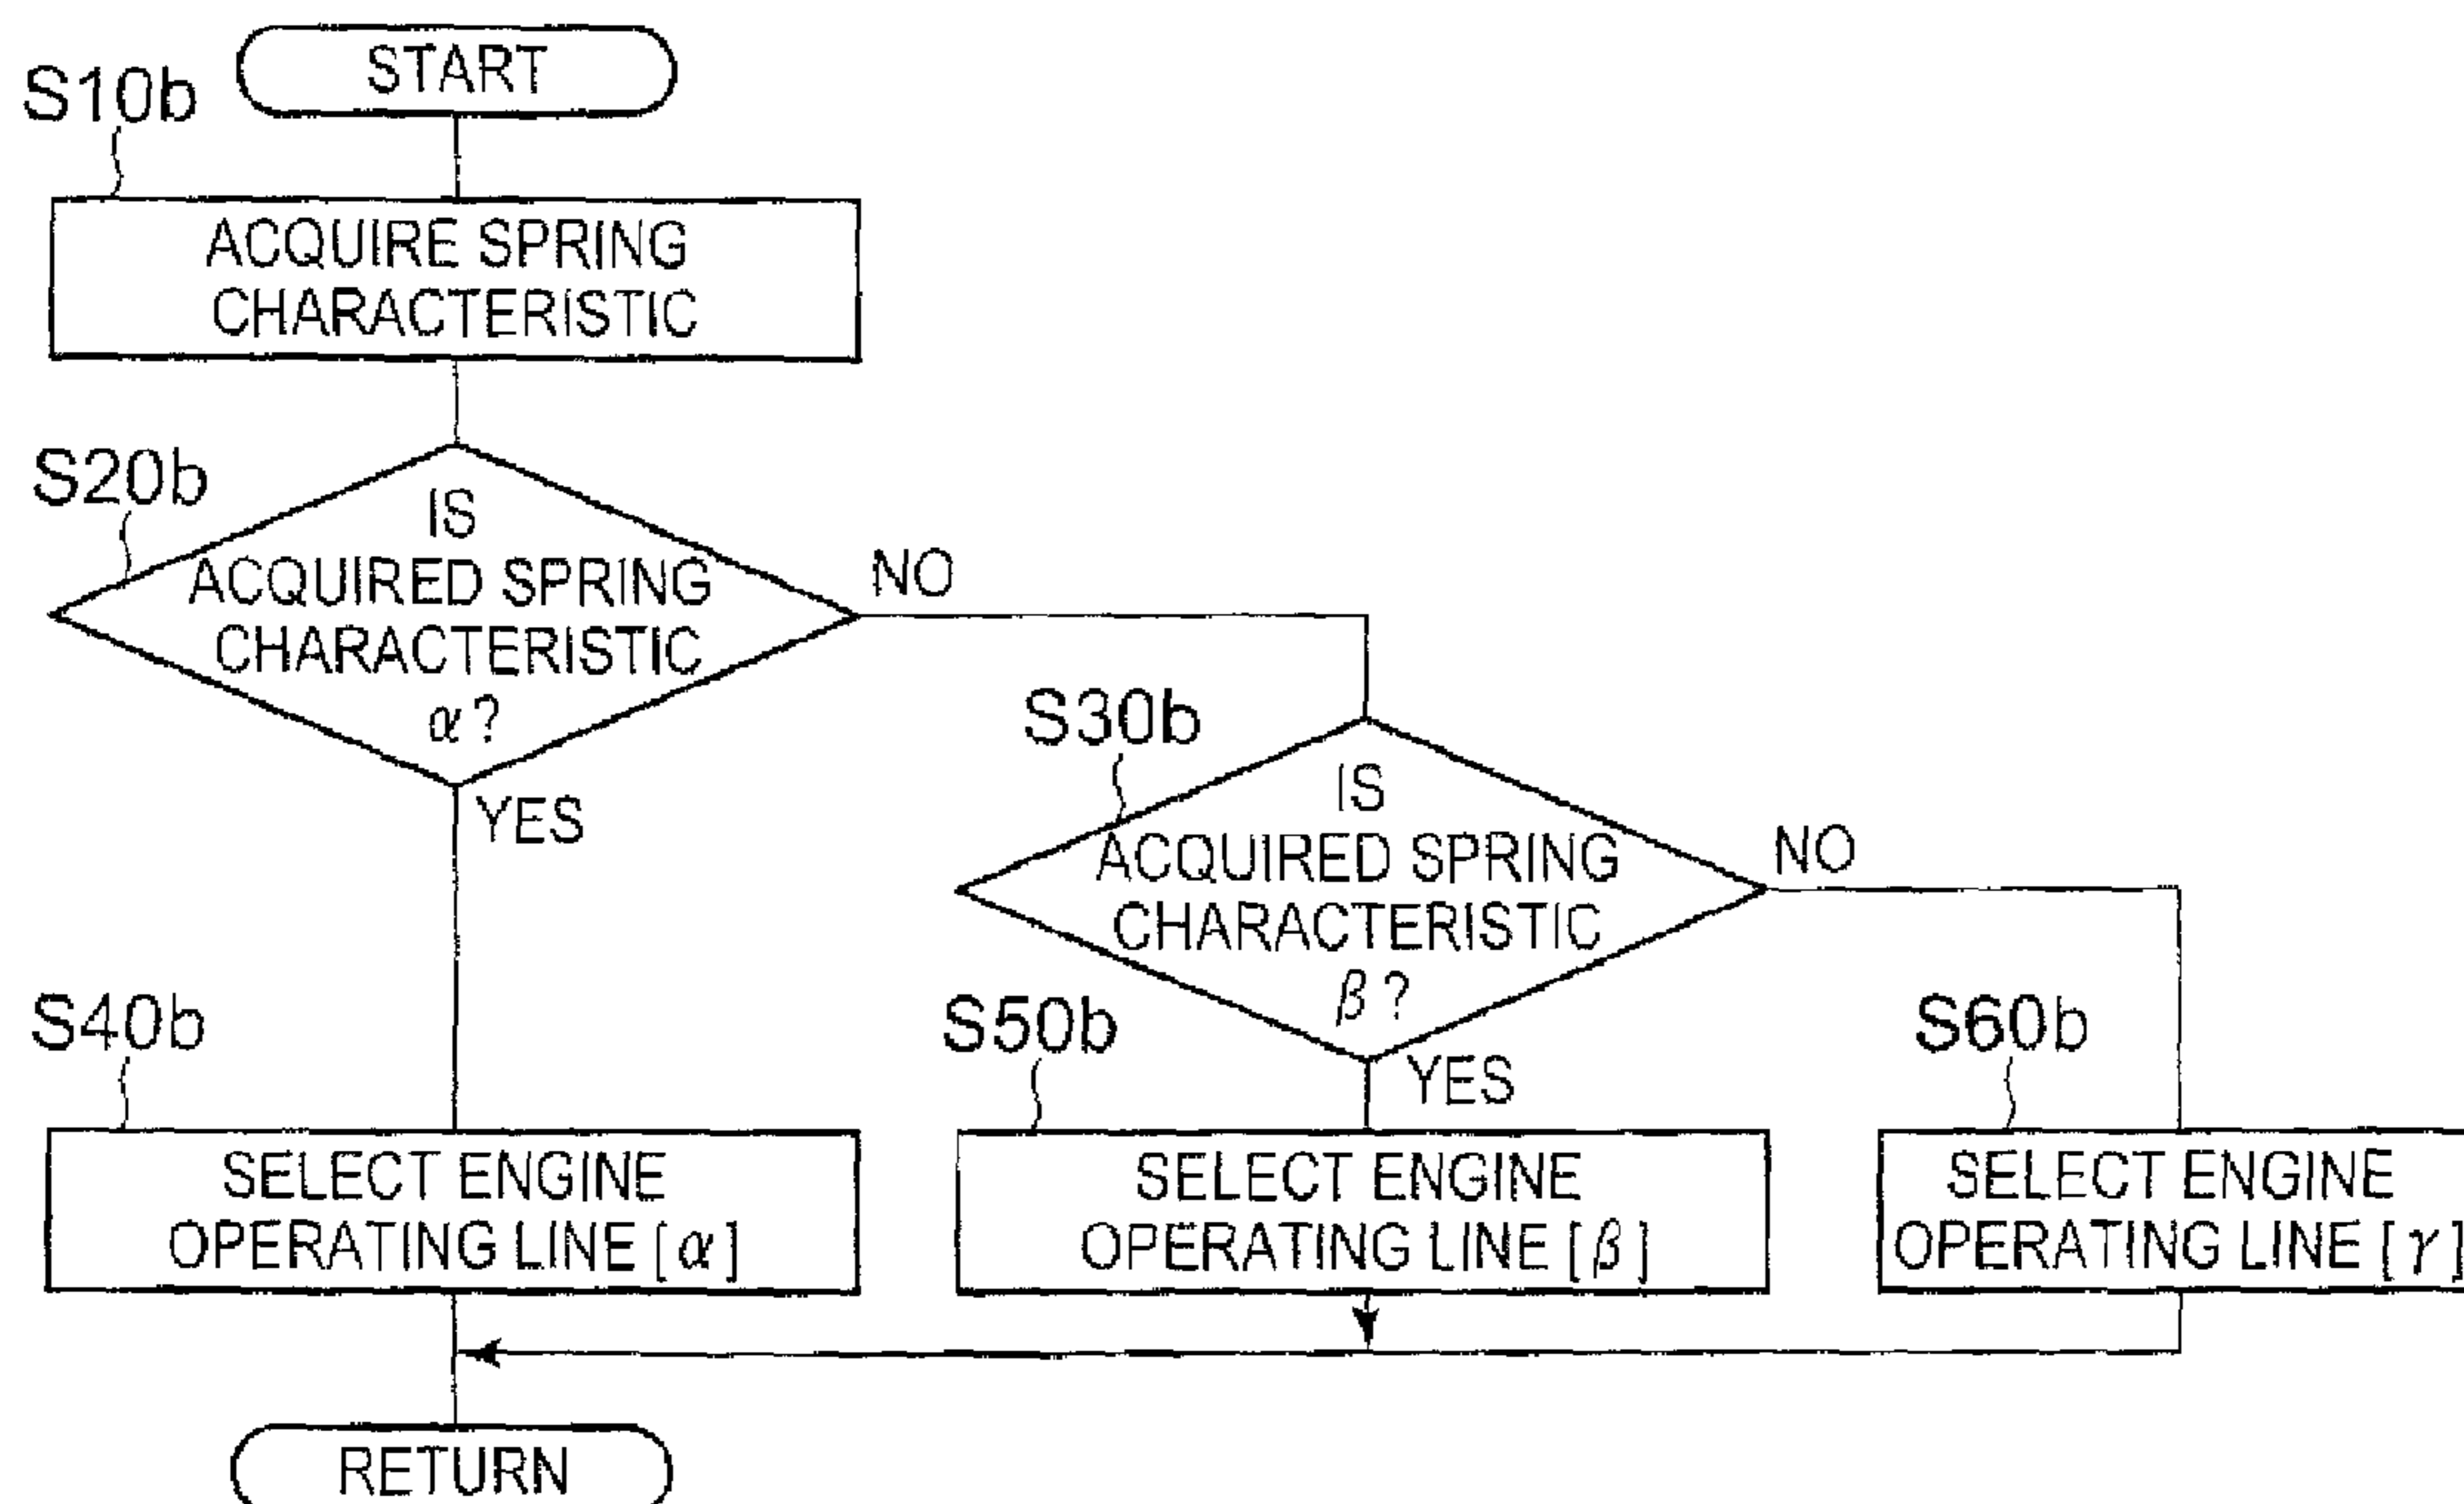 START
S10b
ACQUIRE SPRING
CHARACTERISTIC
S20b
IS
ACQUIRED SPRING
CHARACTERISTIC
α?
NO
YES
S30b
IS
ACQUIRED SPRING
CHARACTERISTIC
β?
NO
YES
S40b
SELECT ENGINE
OPERATING LINE [α]
S50b
SELECT ENGINE
OPERATING LINE [β]
S60b
SELECT ENGINE
OPERATING LINE [γ]
RETURN